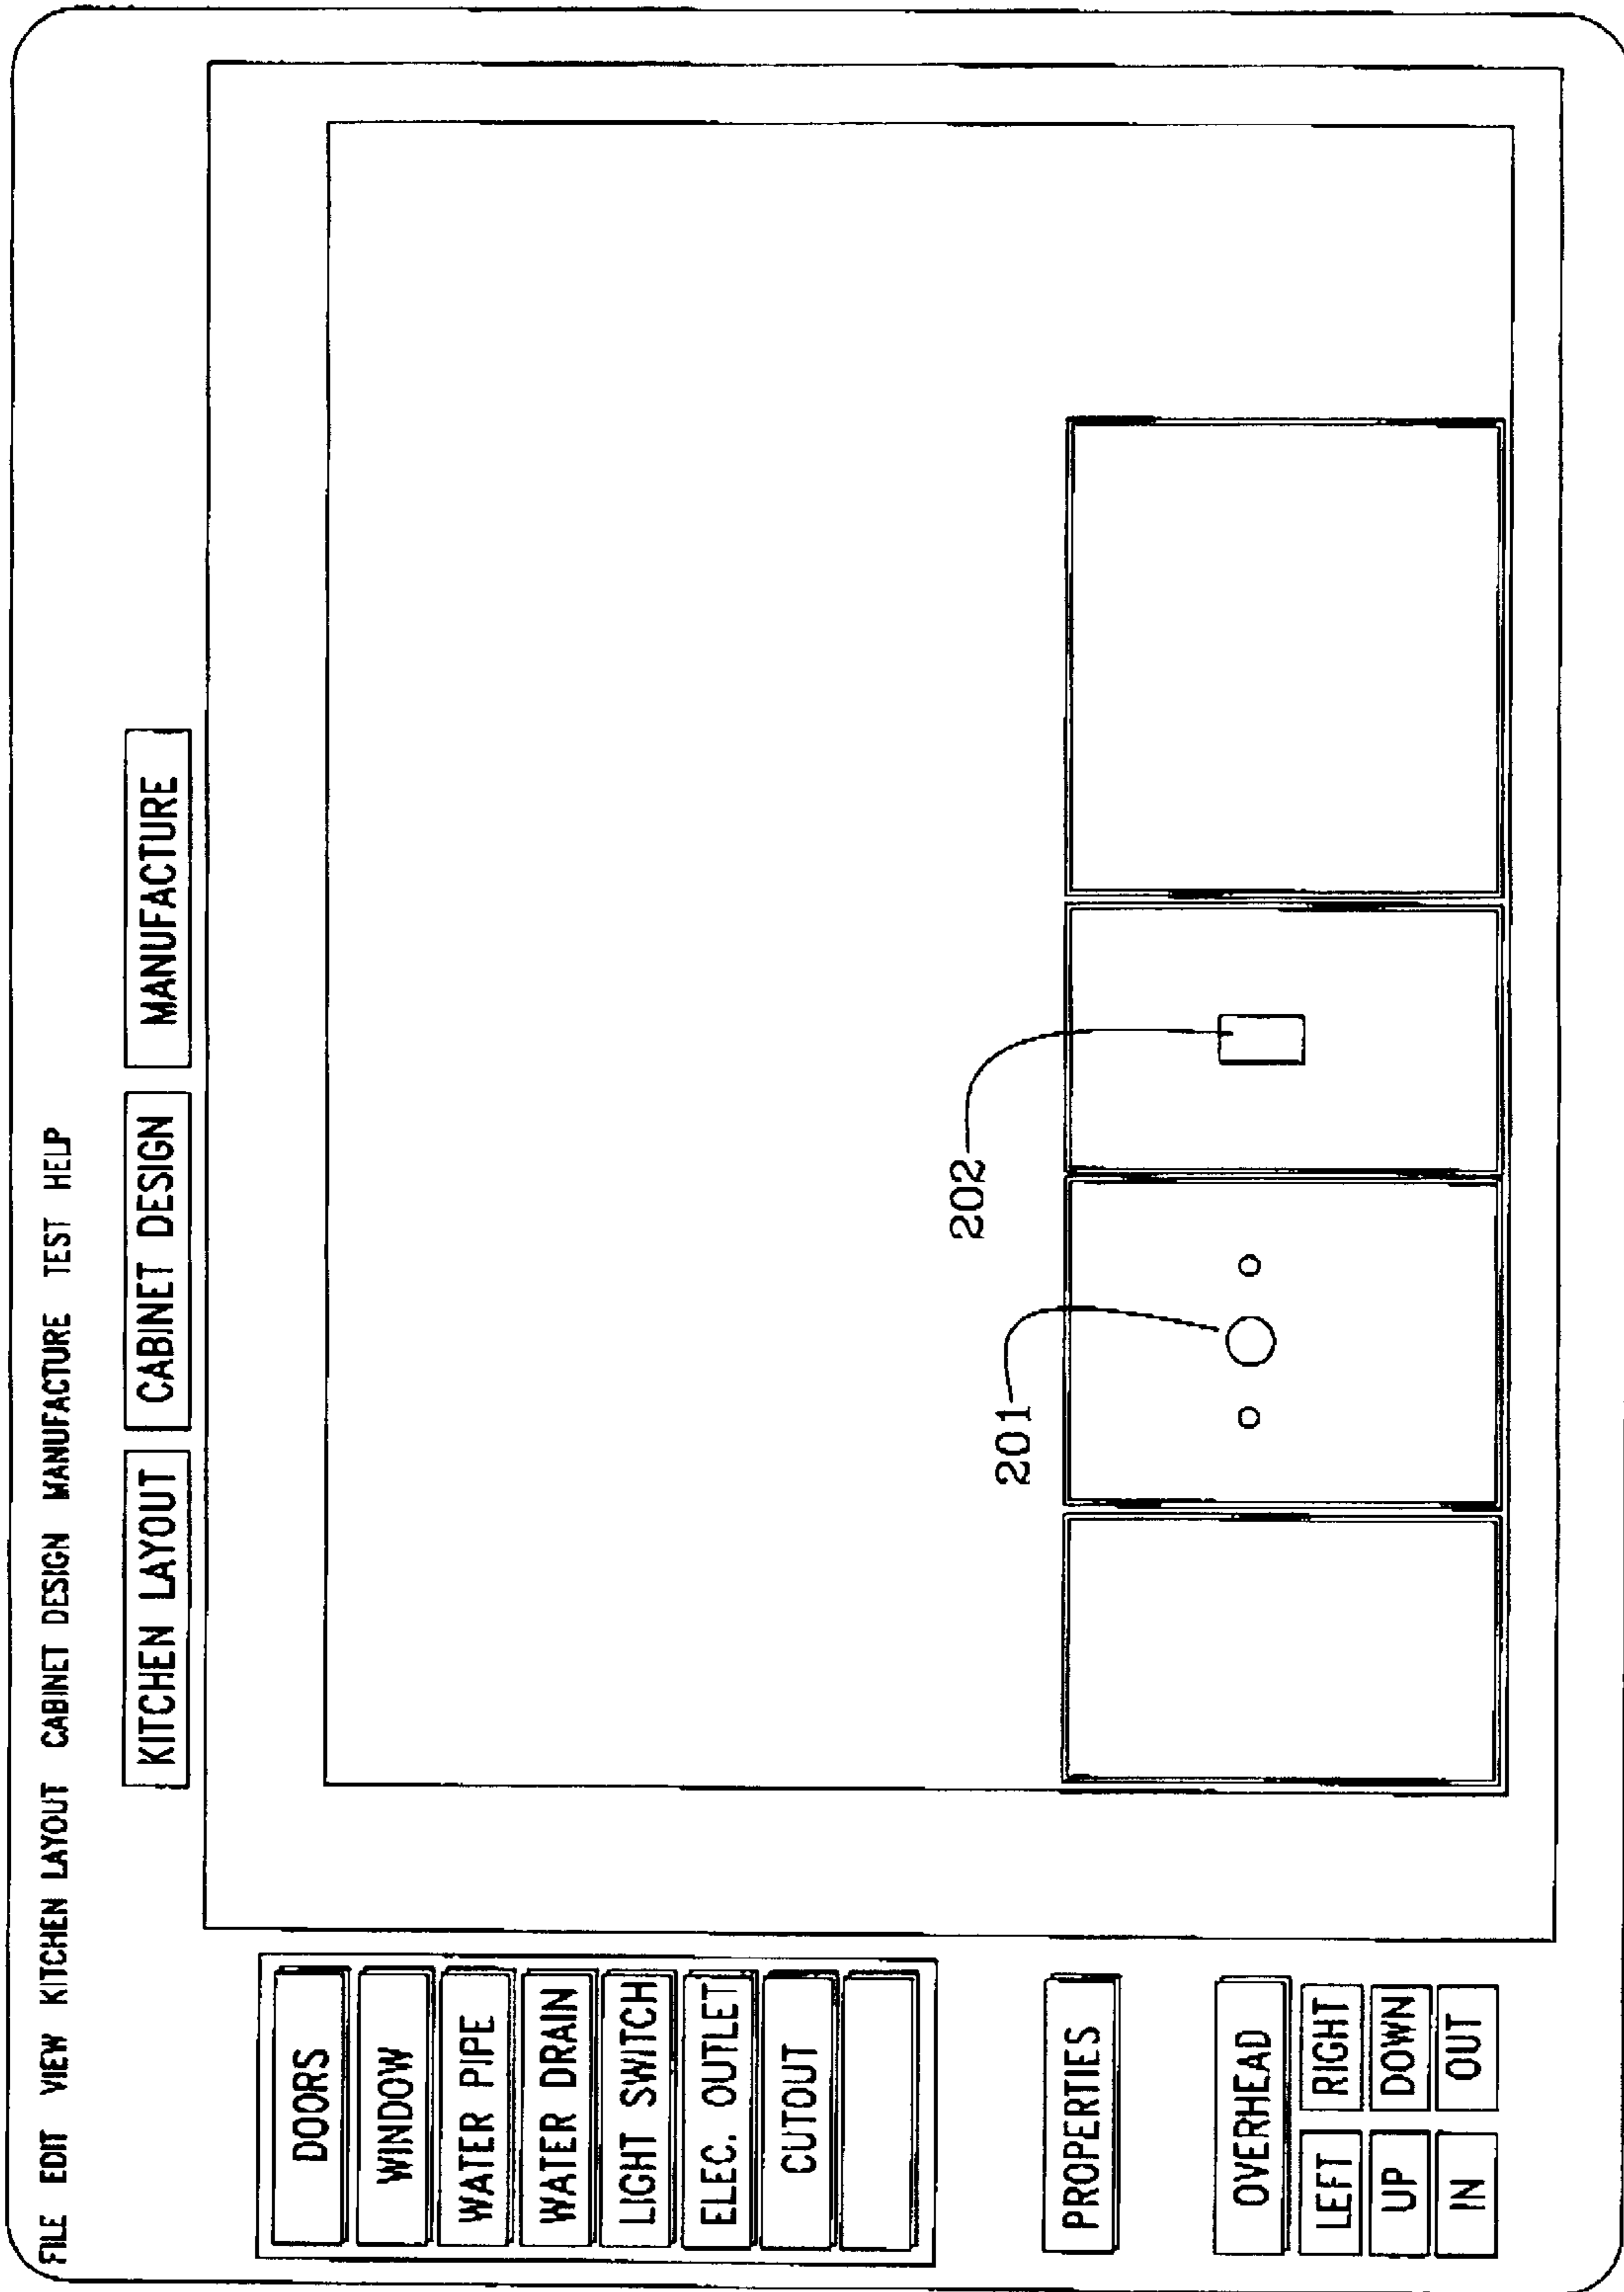 FILE EDIT VIEW KITCHEN LAYOUT CABINET DESIGN MANUFACTURE TEST HELP
KITCHEN LAYOUT CABINET DESIGN MANUFACTURE
DOORS
WINDOW
WATER PIPE
WATER DRAIN
LIGHT SWITCH
ELEC. OUTLET
CUTOUT
202
201
PROPERTIES
OVERHEAD
LEFT RIGHT
UP DOWN
IN OUT